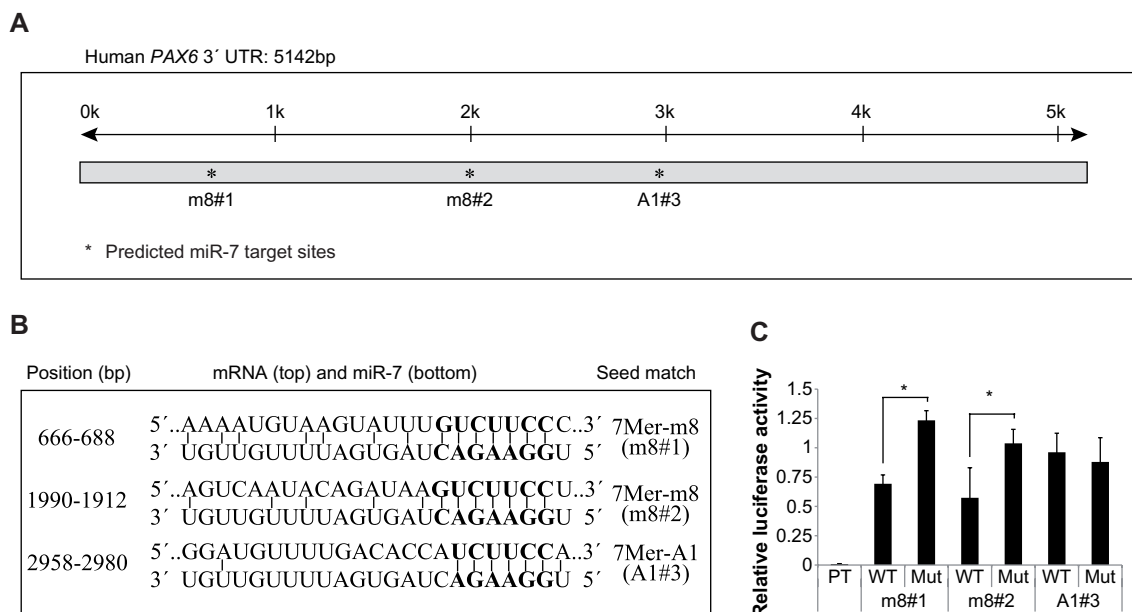 A
Human PAX6 3´ UTR: 5142bp
0k 1k 2k 3k 4k 5k
* * *
m8#1 m8#2 A1#3
* Predicted miR-7 target sites
B
Position (bp) mRNA (top) and miR-7 (bottom) Seed match
666-688 5´..AAAAUGUAAGUAUUUGUCUUCCC..3´ 7Mer-m8
3´ UGUUGUUUUAGUGAUCAGAAGGU 5´ (m8#1)
1990-1912 5´..AGUCAAUACAGAUAAGUCUUCCU..3´ 7Mer-m8
3´ UGUUGUUUUAGUGAUCAGAAGGU 5´ (m8#2)
2958-2980 5´..GGAUGUUUUGACACCAUCUUCCA..3´ 7Mer-A1
3´ UGUUGUUUUAGUGAUCAGAAGGU 5´ (A1#3)
C
Relative luciferase activity
1.5
1.25
1
0.75
0.5
0.25
0
* *
PT WT Mut WT Mut WT Mut
m8#1 m8#2 A1#3